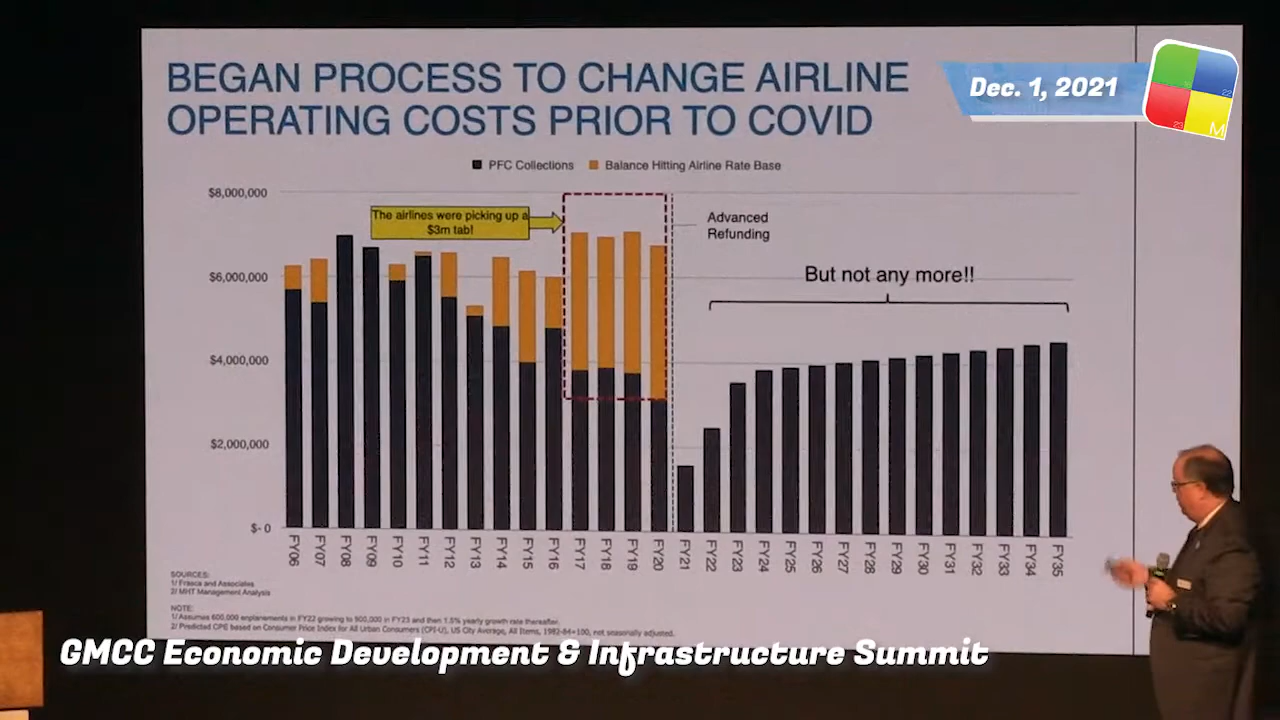 BEGAN PROCESS TO CHANGE AIRLINE
OPERATING COSTS PRIOR TO COVID
Dec. 1, 2021
22
23
M
PFC Collections
Balance Hitting Airline Rate Base
$8,000,000
$6,000,000
$4,000,000
$2,000,000
$- 0
The airlines were picking up a
$3m tab!
Advanced
Refunding
But not any more!!
FY06
FY07
FY08
FY09
FY10
FY11
FY12
FY13
FY14
FY15
FY16
FY17
FY18
FY19
FY20
FY21
FY22
FY23
FY24
FY25
FY26
FY27
FY28
FY29
FY30
FY31
FY32
FY33
FY34
FY35
SOURCES:
1/ Frasca and Associates
2/ MHT Management Analysis
NOTE:
1/ Assumes 600,000 enplanements in FY22 growing to 900,000 in FY23 and then 1.5% yearly growth rate thereafter.
2/ Predicted CPE based on Consumer Price Index for All Urban Consumers (CPI-U), US City Average, All Items, 1982-84=100, not seasonally adjusted.
GMCC Economic Development & Infrastructure Summit